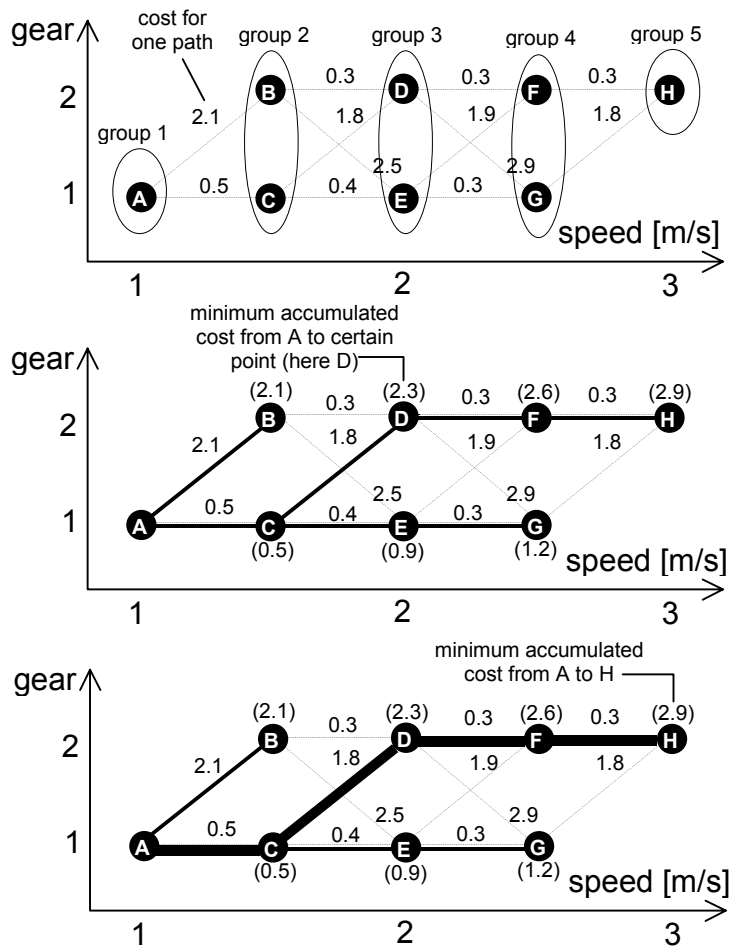 gear
cost for
one path
group 2
group 3
group 4
group 5
2
B
0.3
D
0.3
F
0.3
H
2.1
1.8
1.9
1.8
group 1
2.5
2.9
1
A
0.5
C
0.4
E
0.3
G
speed [m/s]
1
2
3
minimum accumulated
cost from A to certain
point (here D)
gear
(2.1)
(2.3)
(2.6)
(2.9)
2
B
0.3
D
0.3
F
0.3
H
2.1
1.8
1.9
1.8
2.5
2.9
1
A
0.5
C
0.4
E
0.3
G
(0.5)
(0.9)
(1.2)
speed [m/s]
1
2
3
minimum accumulated
cost from A to H
gear
(2.1)
(2.3)
(2.6)
(2.9)
2
B
0.3
D
0.3
F
0.3
H
2.1
1.8
1.9
1.8
2.5
2.9
1
A
0.5
C
0.4
E
0.3
G
(0.5)
(0.9)
(1.2)
speed [m/s]
1
2
3